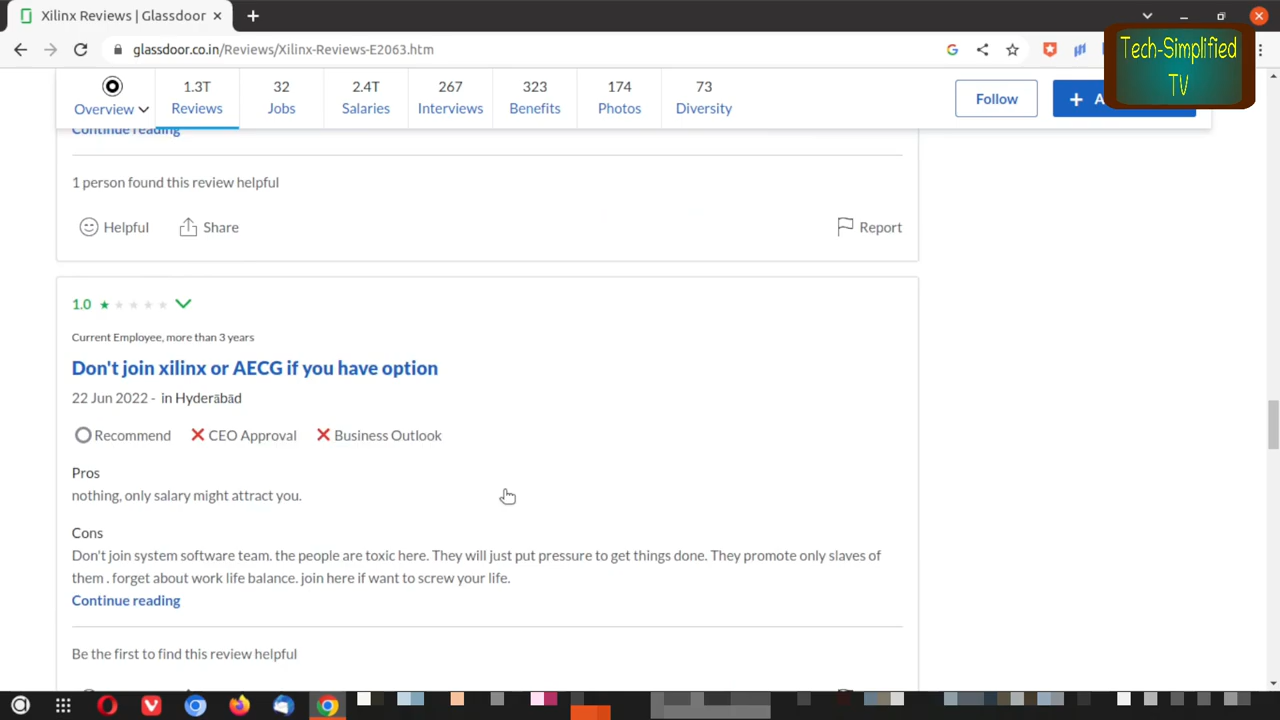 Xilinx Reviews | Glassdoor
glassdoor.co.in/Reviews/Xilinx-Reviews-E2063.htm
Tech-Simplified
TV
Overview
1.3T
Reviews
32
Jobs
2.4T
Salaries
267
Interviews
323
Benefits
174
Photos
73
Diversity
Follow
+ A
Continue reading
1 person found this review helpful
Helpful
Share
Report
1.0
Current Employee, more than 3 years
Don't join xilinx or AECG if you have option
22 Jun 2022 - in Hyderābād
Recommend
CEO Approval
Business Outlook
Pros
nothing, only salary might attract you.
Cons
Don't join system software team. the people are toxic here. They will just put pressure to get things done. They promote only slaves of
them . forget about work life balance. join here if want to screw your life.
Continue reading
Be the first to find this review helpful